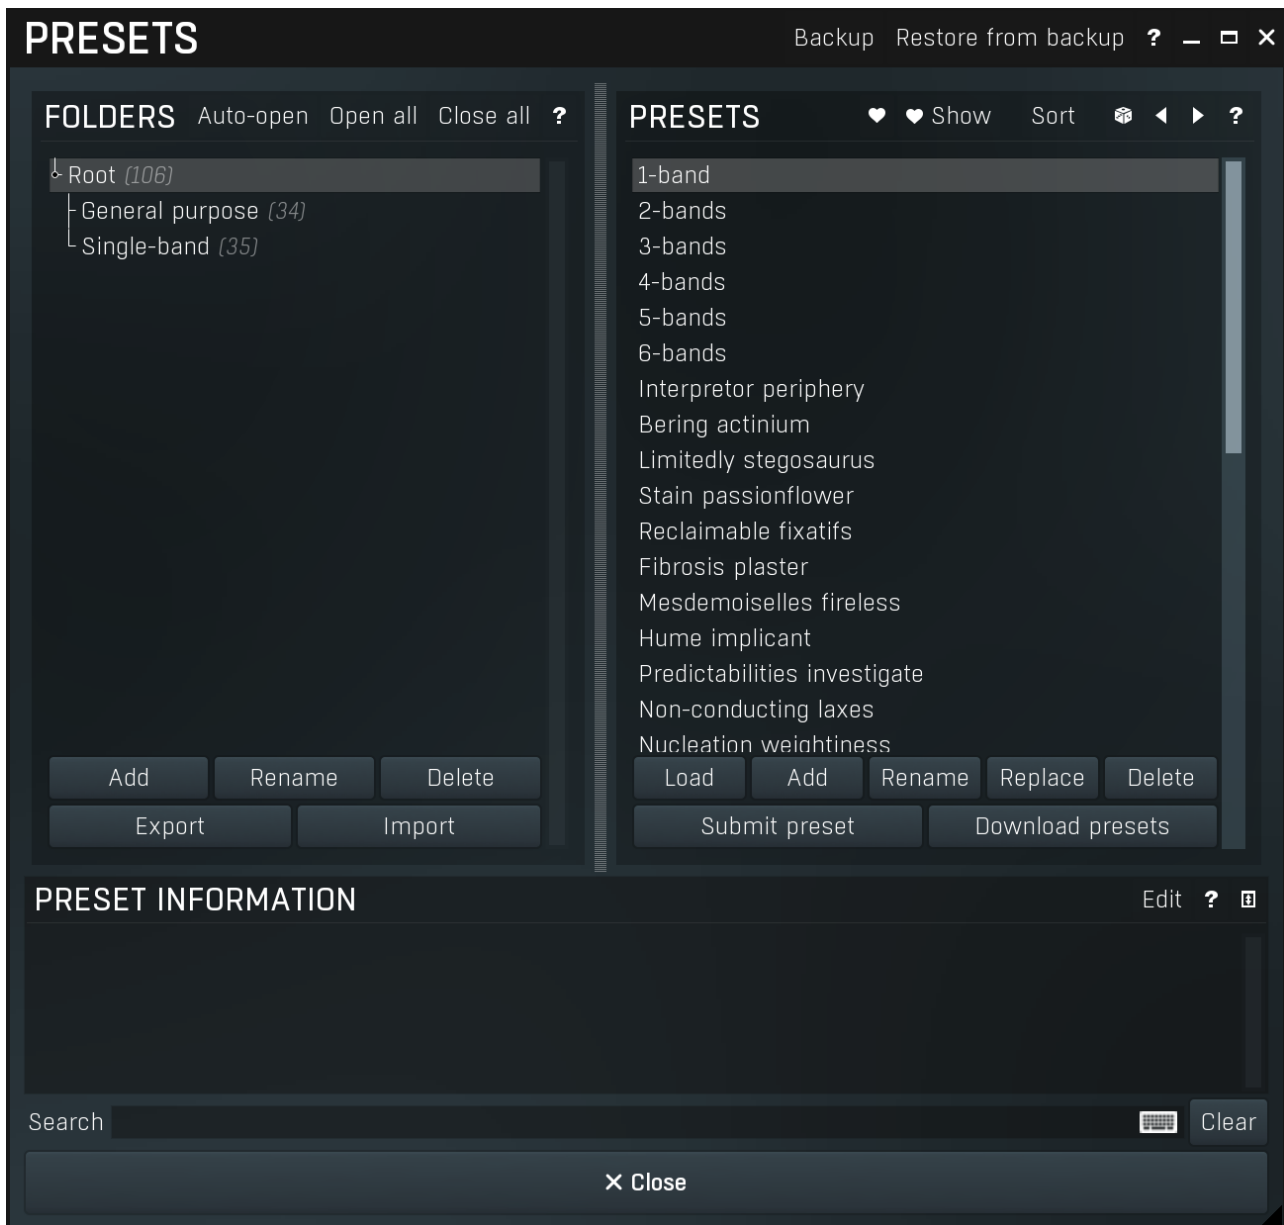 PRESETS Backup Restore from backup ?
FOLDERS Auto-open Open all Close all ?
Root (106)
General purpose (34)
Single-band (35)
Add Rename Delete
Export Import
PRESETS Show Sort ?
1-band
2-bands
3-bands
4-bands
5-bands
6-bands
Interpretor periphery
Bering actinium
Limitedly stegosaurus
Stain passionflower
Reclaimable fixatifs
Fibrosis plaster
Mesdemoiselles fireless
Hume implicant
Predictabilities investigate
Non-conducting laxes
Nucleation weightiness
Load Add Rename Replace Delete
Submit preset Download presets
PRESET INFORMATION Edit ?
Search Clear
Close